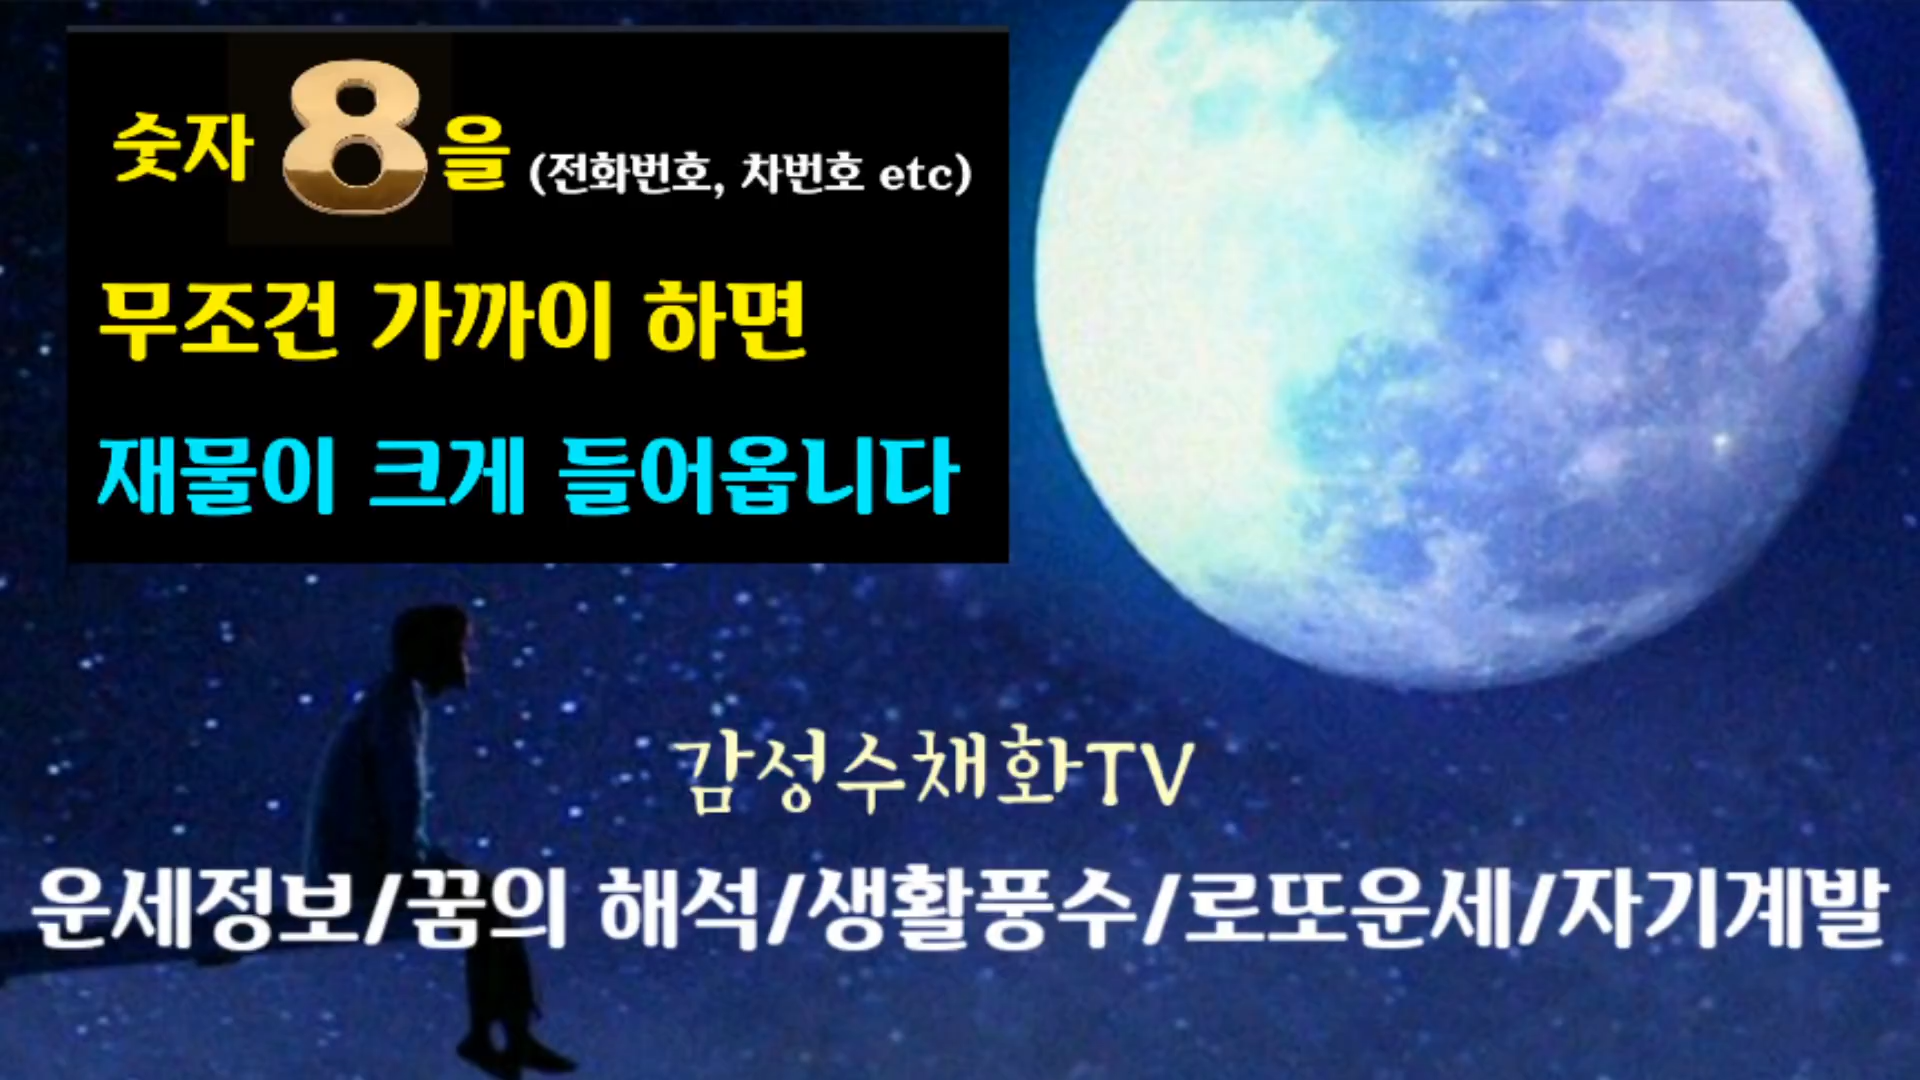 숫자 8을 (전화번호, 차번호 etc)
무조건 가까이 하면
재물이 크게 들어옵니다
감성수채화TV
운세정보/꿈의 해석/생활풍수/로또운세/자기계발